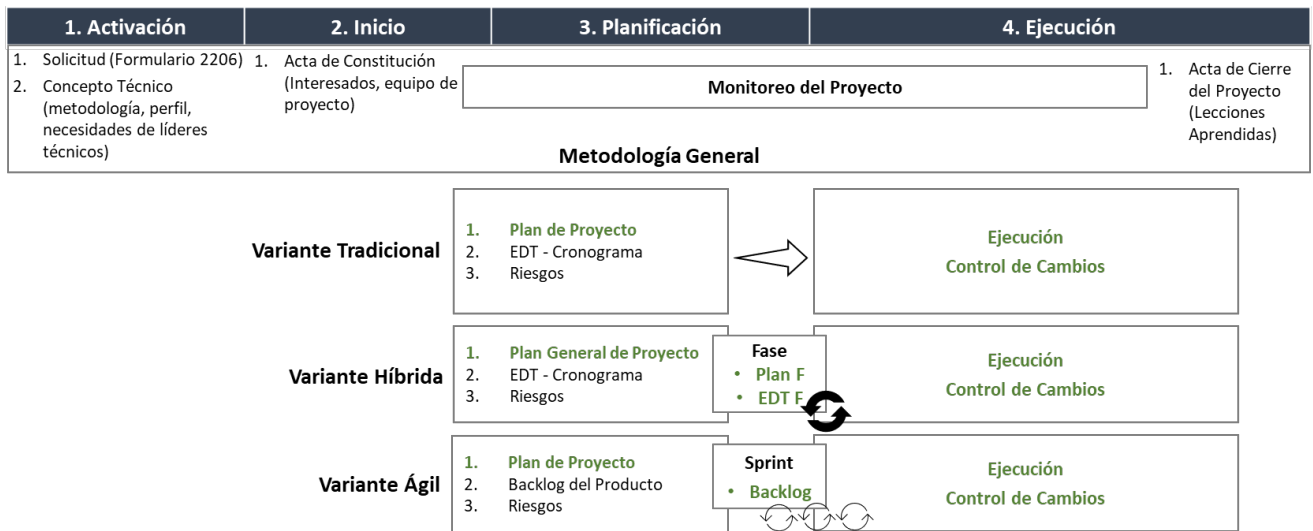 1. Activación
2. Inicio
3. Planificación
4. Ejecución
1. Solicitud (Formulario 2206)
2. Concepto Técnico
(metodología, perfil,
necesidades de líderes
técnicos)
1. Acta de Constitución
(Interesados, equipo de
proyecto)
Monitoreo del Proyecto
1. Acta de Cierre
del Proyecto
(Lecciones
Aprendidas)
Metodología General
Variante Tradicional
1. Plan de Proyecto
2. EDT - Cronograma
3. Riesgos
Ejecución
Control de Cambios
Variante Híbrida
1. Plan General de Proyecto
2. EDT - Cronograma
3. Riesgos
Fase
• Plan F
• EDT F
Ejecución
Control de Cambios
Variante Ágil
1. Plan de Proyecto
2. Backlog del Producto
3. Riesgos
Sprint
• Backlog
Ejecución
Control de Cambios